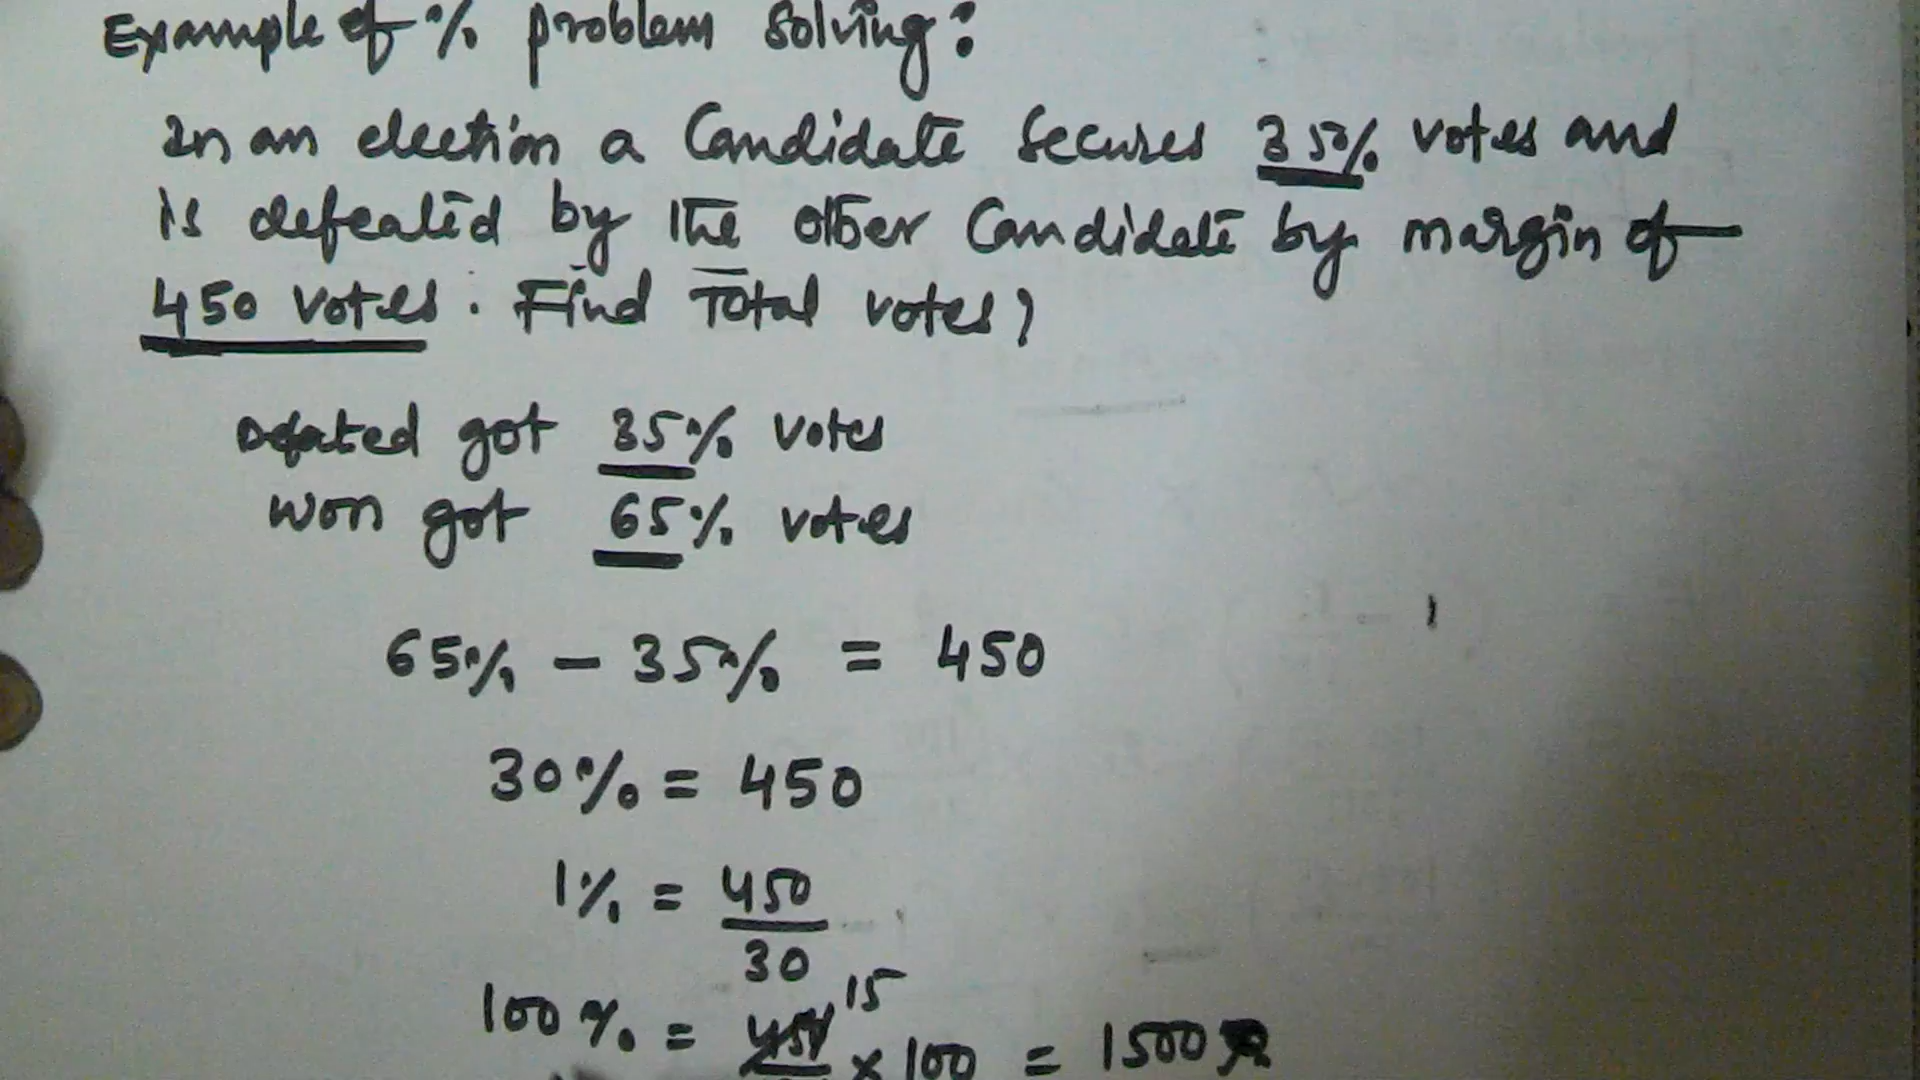 Example of % problem solving:
In an election a candidate secures 35% votes and
is defeated by the other candidate by margin of
450 votes. Find Total votes?
Defated got 35% votes
won got 65% votes
65% - 35% = 450
30% = 450
1% = 450/30
15
100% = 450 × 100 = 1500